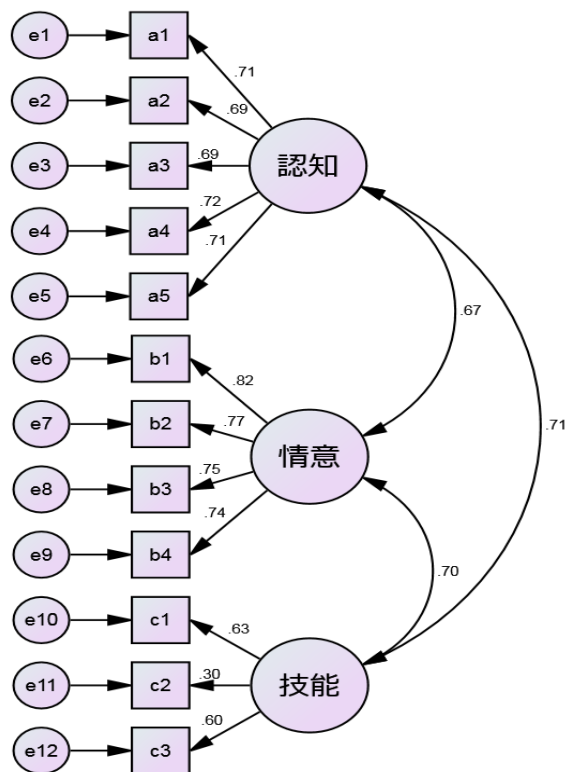 e1 a1
.71
e2 a2 .69
e3 a3 .69 認知
.72
e4 a4
.71
e5 a5
.67
e6 b1
.82
.71
e7 b2 .77
情意
.75
e8 b3
.74
e9 b4
.70
e10 c1 .63
.30
e11 c2 技能
.60
e12 c3